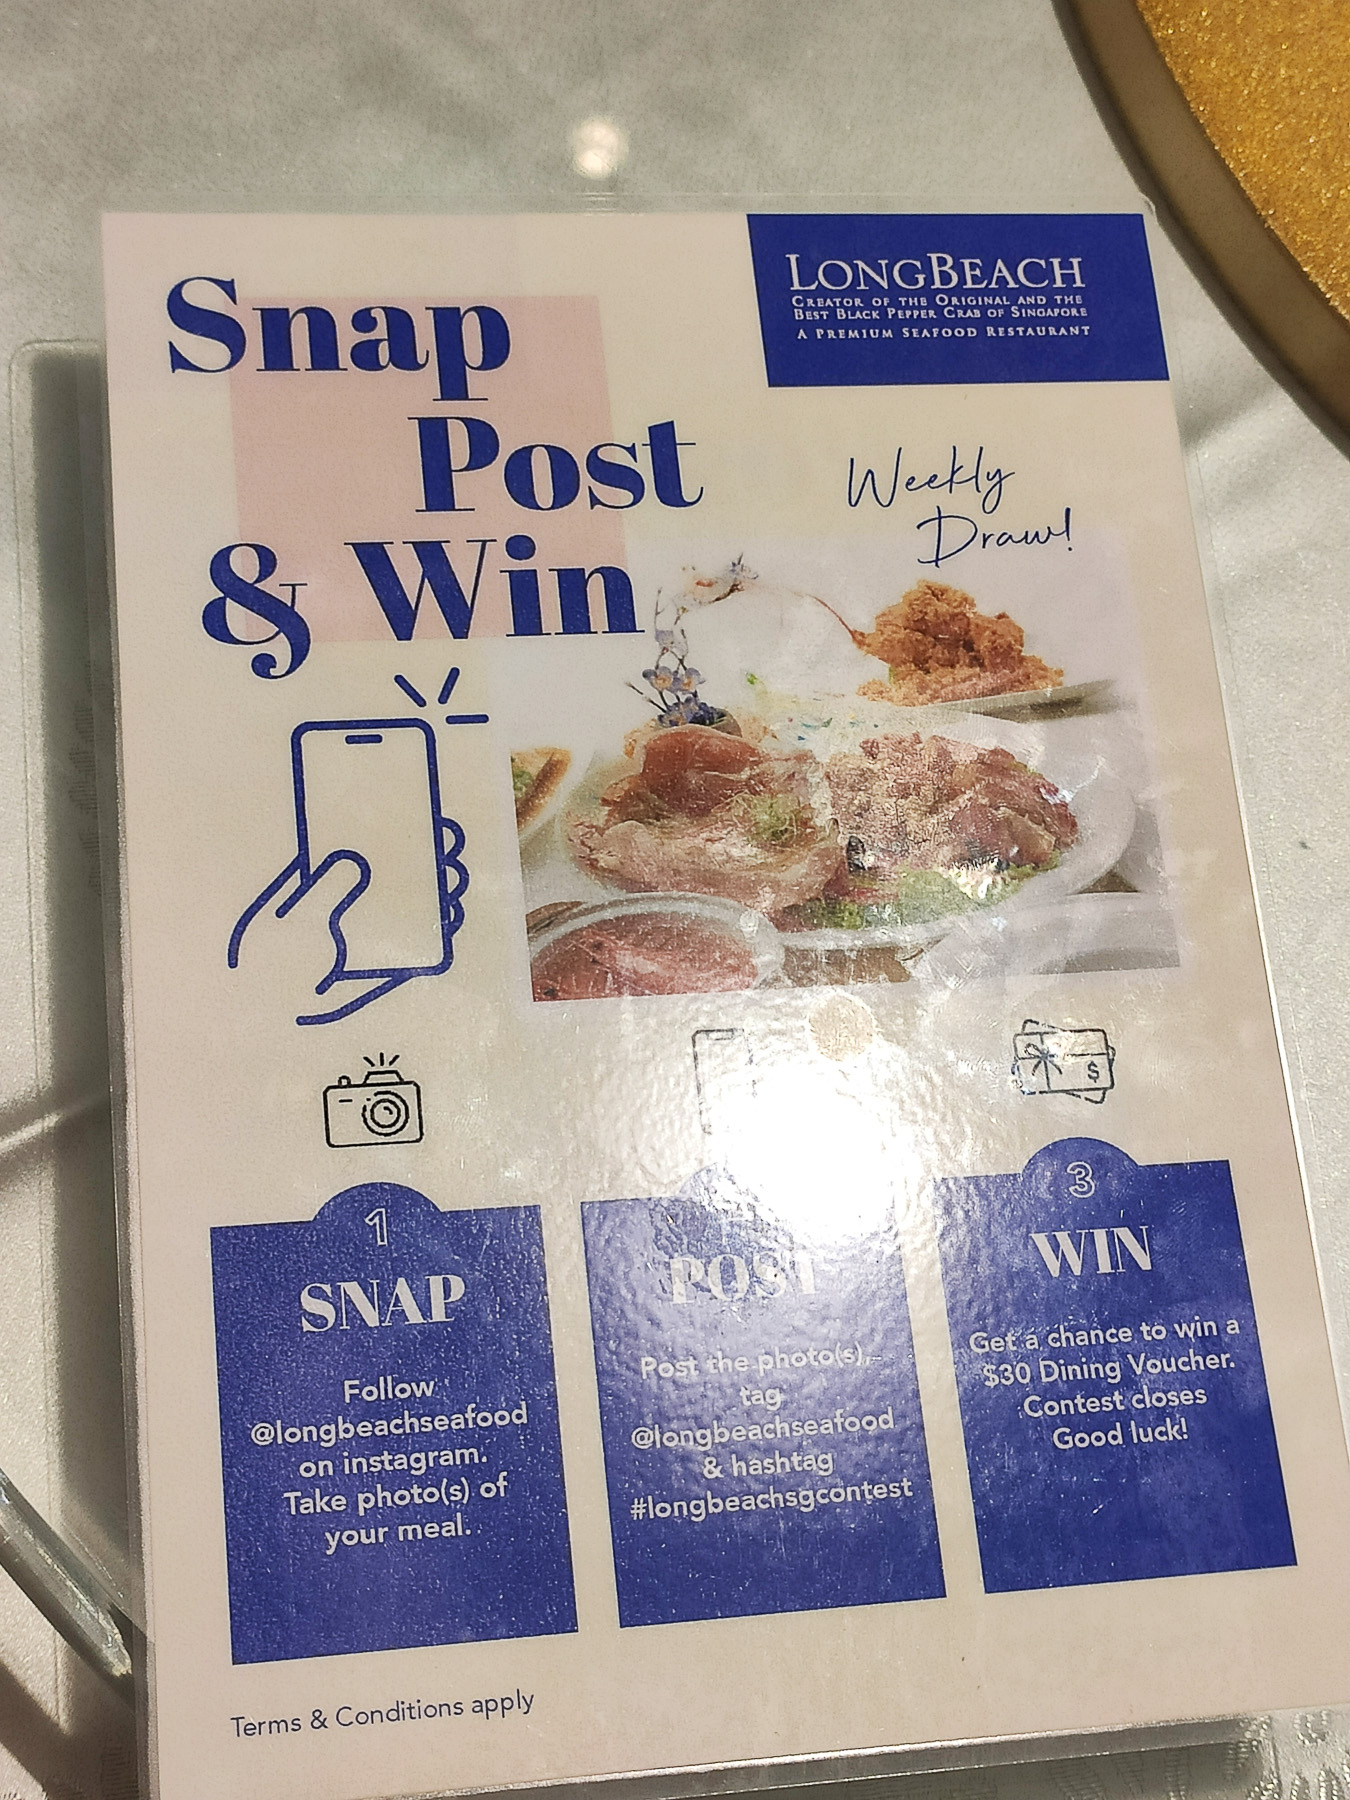 Snap
Post
& Win
LONGBEACH
CREATOR OF THE ORIGINAL AND THE
BEST BLACK PEPPER CRAB OF SINGAPORE
A PREMIUM SEAFOOD RESTAURANT
Weekly
Draw!
$
1
SNAP
Follow
@longbeachseafood
on instagram.
Take photo(s) of
your meal.
POST
Post the photo(s),
tag
@longbeachseafood
& hashtag
#longbeachsgcontest
3
WIN
Get a chance to win a
$30 Dining Voucher.
Contest closes
Good luck!
Terms & Conditions apply